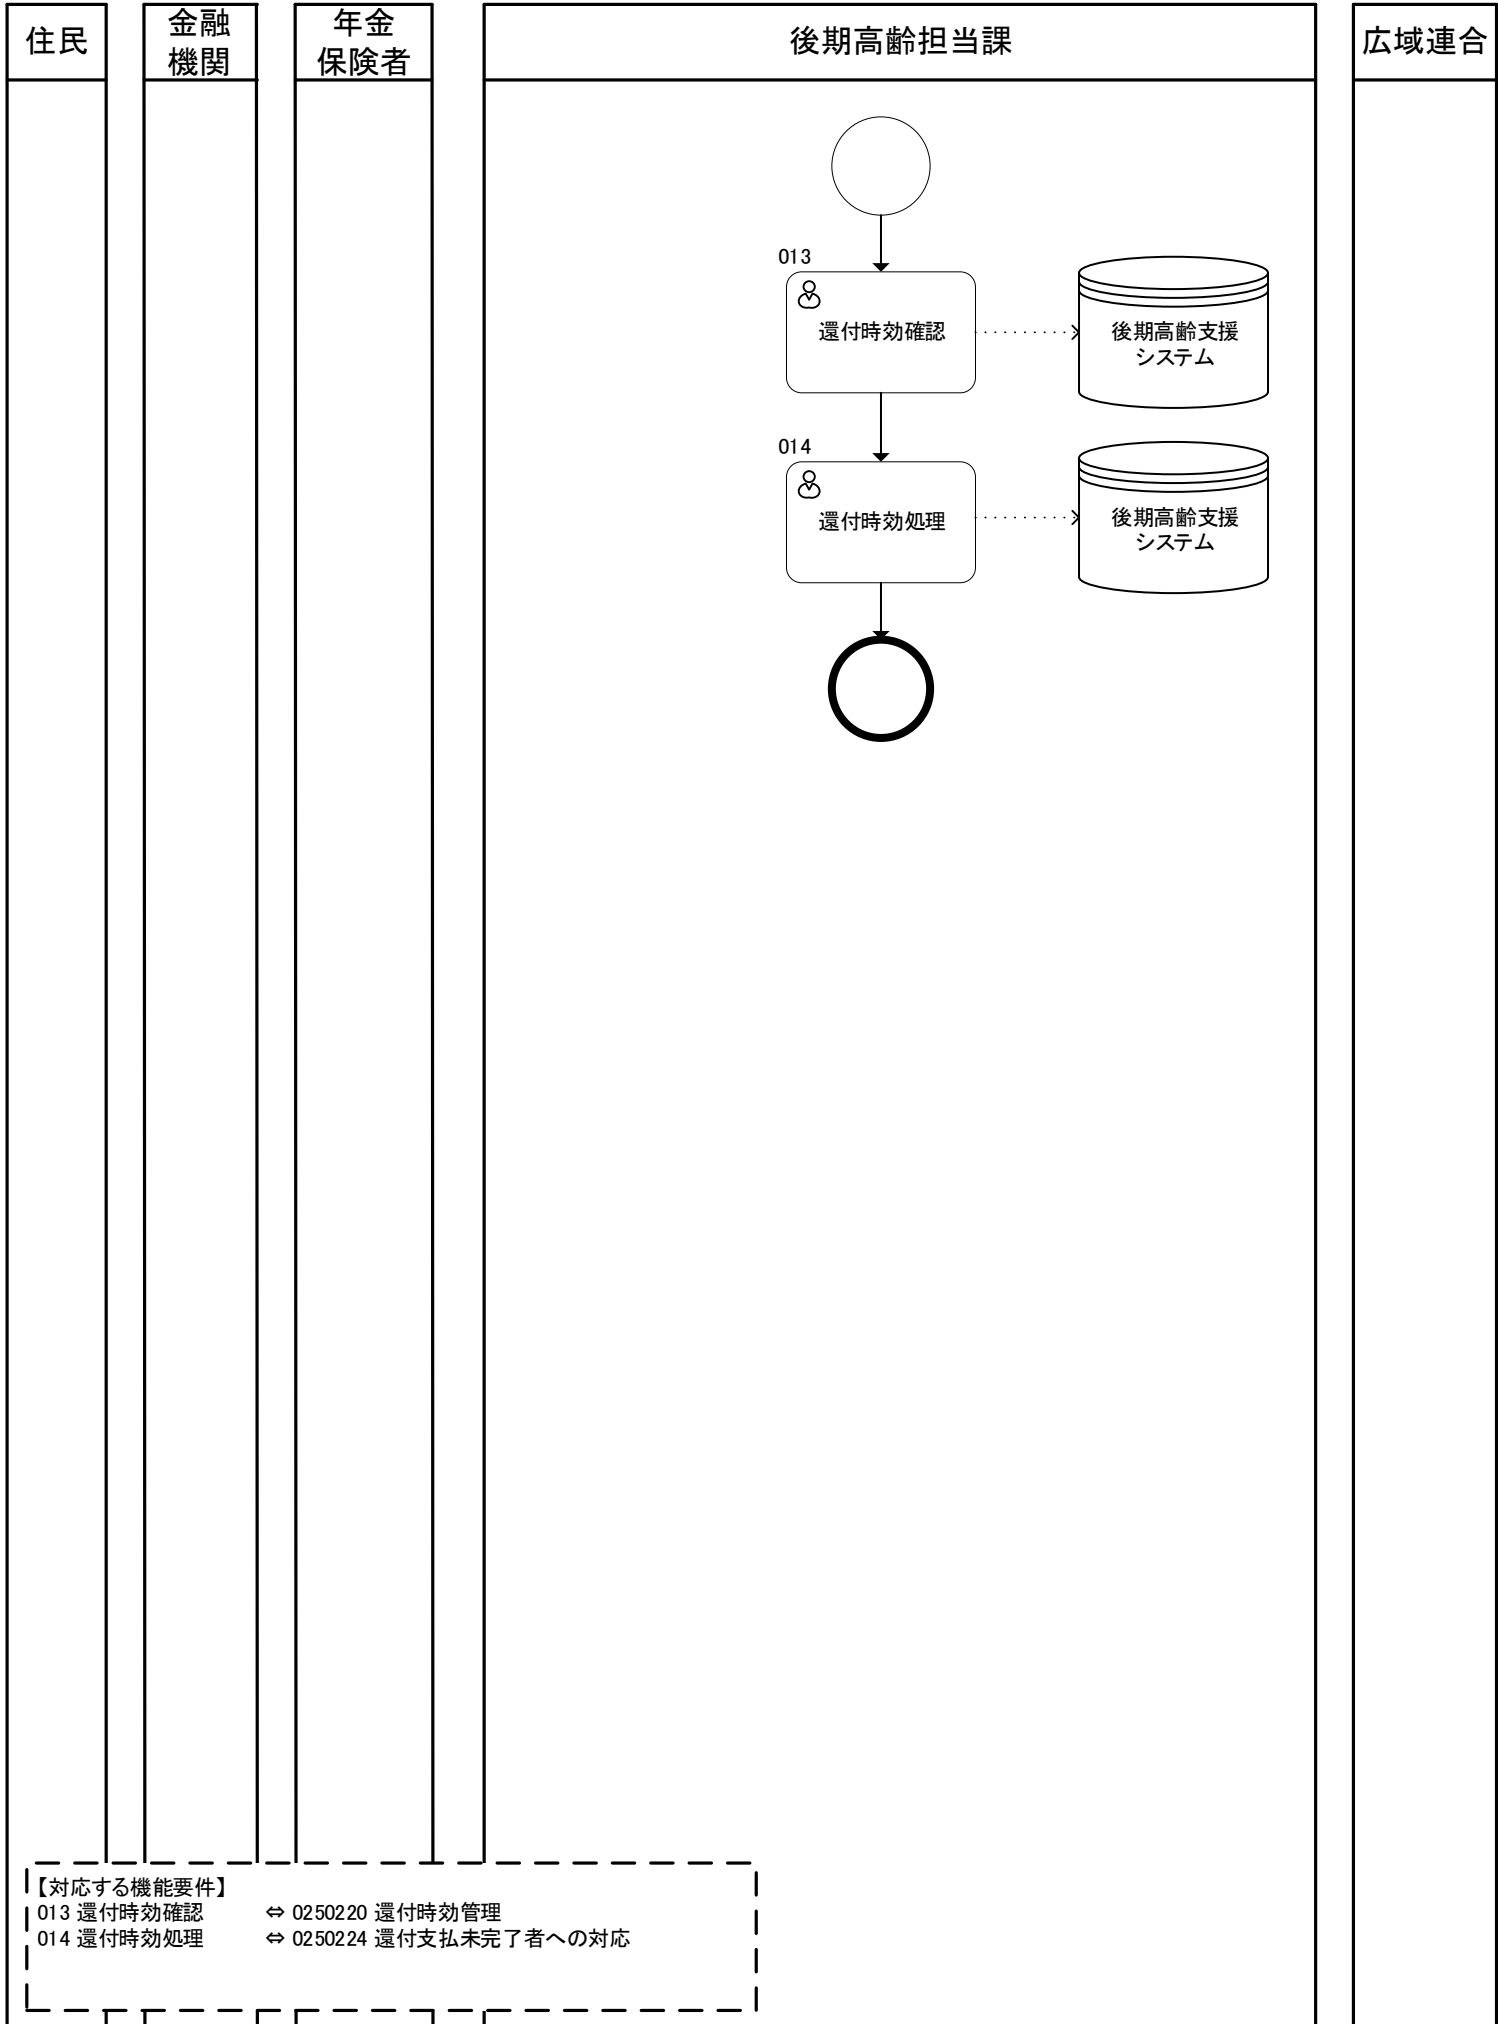 住民
金融
機関
年金
保険者
後期高齢担当課
広域連合
013
還付時効確認
後期高齢支援
システム
014
還付時効処理
後期高齢支援
システム
【対応する機能要件】
013 還付時効確認 ⇔ 0250220 還付時効管理
014 還付時効処理 ⇔ 0250224 還付支払未完了者への対応